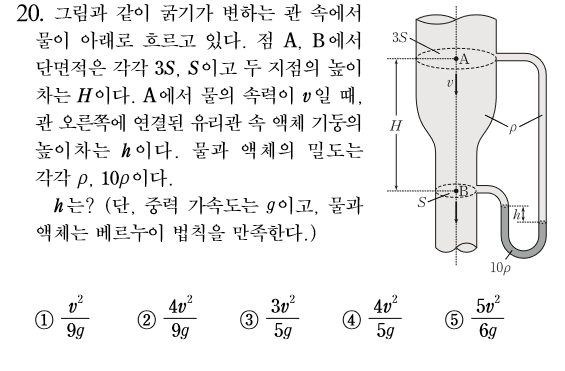 20. 그림과 같이 굵기가 변하는 관 속에서
물이 아래로 흐르고 있다. 점 A, B에서
단면적은 각각 3S, S이고 두 지점의 높이
차는 H이다. A에서 물의 속력이 v일 때,
관 오른쪽에 연결된 유리관 속 액체 기둥의
높이차는 h이다. 물과 액체의 밀도는
각각 ρ, 10ρ이다.
h는? (단, 중력 가속도는 g이고, 물과
액체는 베르누이 법칙을 만족한다.)
3S
A
v
H
ρ
S
B
h
10ρ
① v²/9g ② 4v²/9g ③ 3v²/5g ④ 4v²/5g ⑤ 5v²/6g